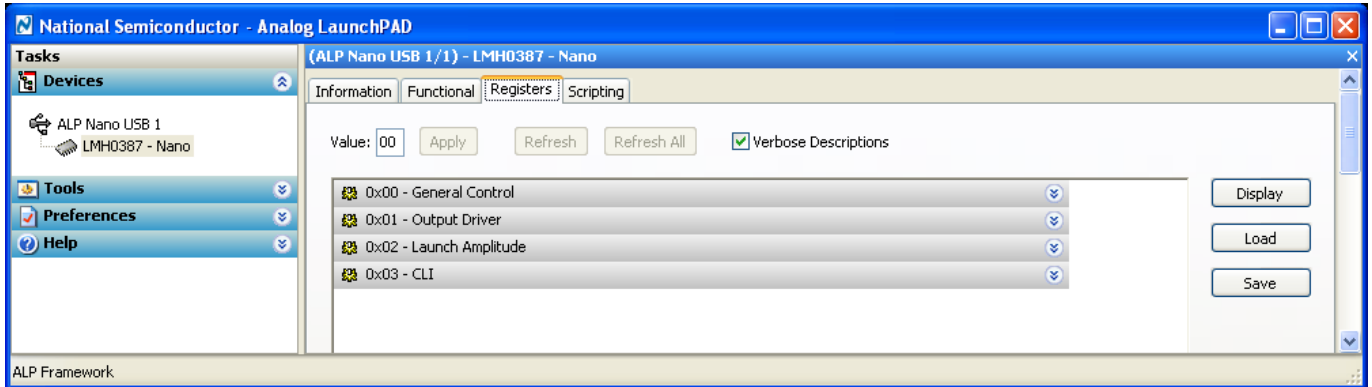 National Semiconductor - Analog LaunchPAD
Tasks
(ALP Nano USB 1/1) - LMH0387 - Nano
Devices
Information Functional Registers Scripting
ALP Nano USB 1
LMH0387 - Nano
Value: 00 Apply Refresh Refresh All Verbose Descriptions
Tools
Preferences
Help
0x00 - General Control
0x01 - Output Driver
0x02 - Launch Amplitude
0x03 - CLI
Display
Load
Save
ALP Framework